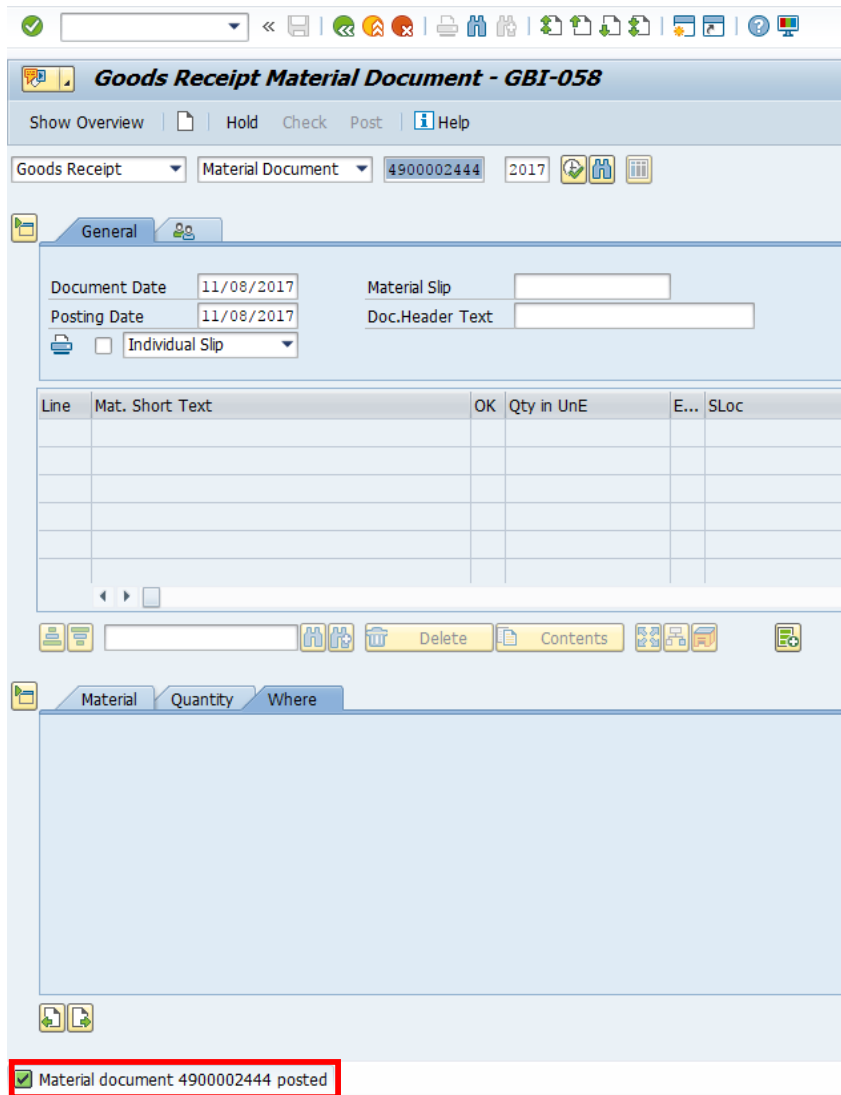 Goods Receipt Material Document - GBI-058
Show Overview Hold Check Post Help
Goods Receipt Material Document 4900002444 2017
General
Document Date 11/08/2017 Material Slip
Posting Date 11/08/2017 Doc.Header Text
Individual Slip
Line Mat. Short Text OK Qty in UnE E... SLoc
Delete Contents
Material Quantity Where
Material document 4900002444 posted